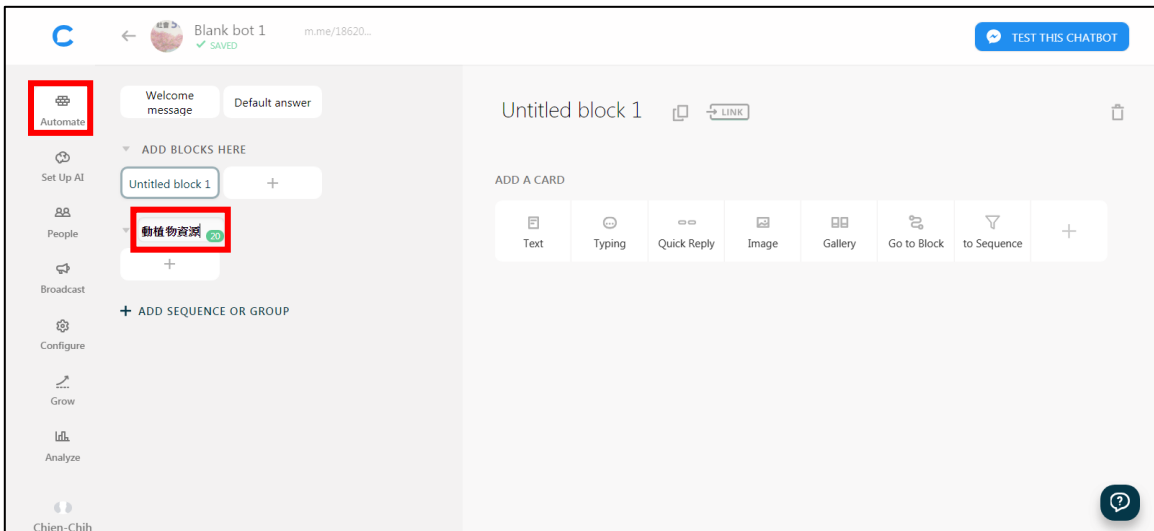 Blank bot 1
m.me/18620...
SAVED
TEST THIS CHATBOT
Automate
Set Up AI
People
Broadcast
Configure
Grow
Analyze
Chien-Chih
Welcome
message
Default answer
ADD BLOCKS HERE
Untitled block 1
+
動植物資源
20
+
+ ADD SEQUENCE OR GROUP
Untitled block 1
LINK
ADD A CARD
Text
Typing
Quick Reply
Image
Gallery
Go to Block
to Sequence
+
?